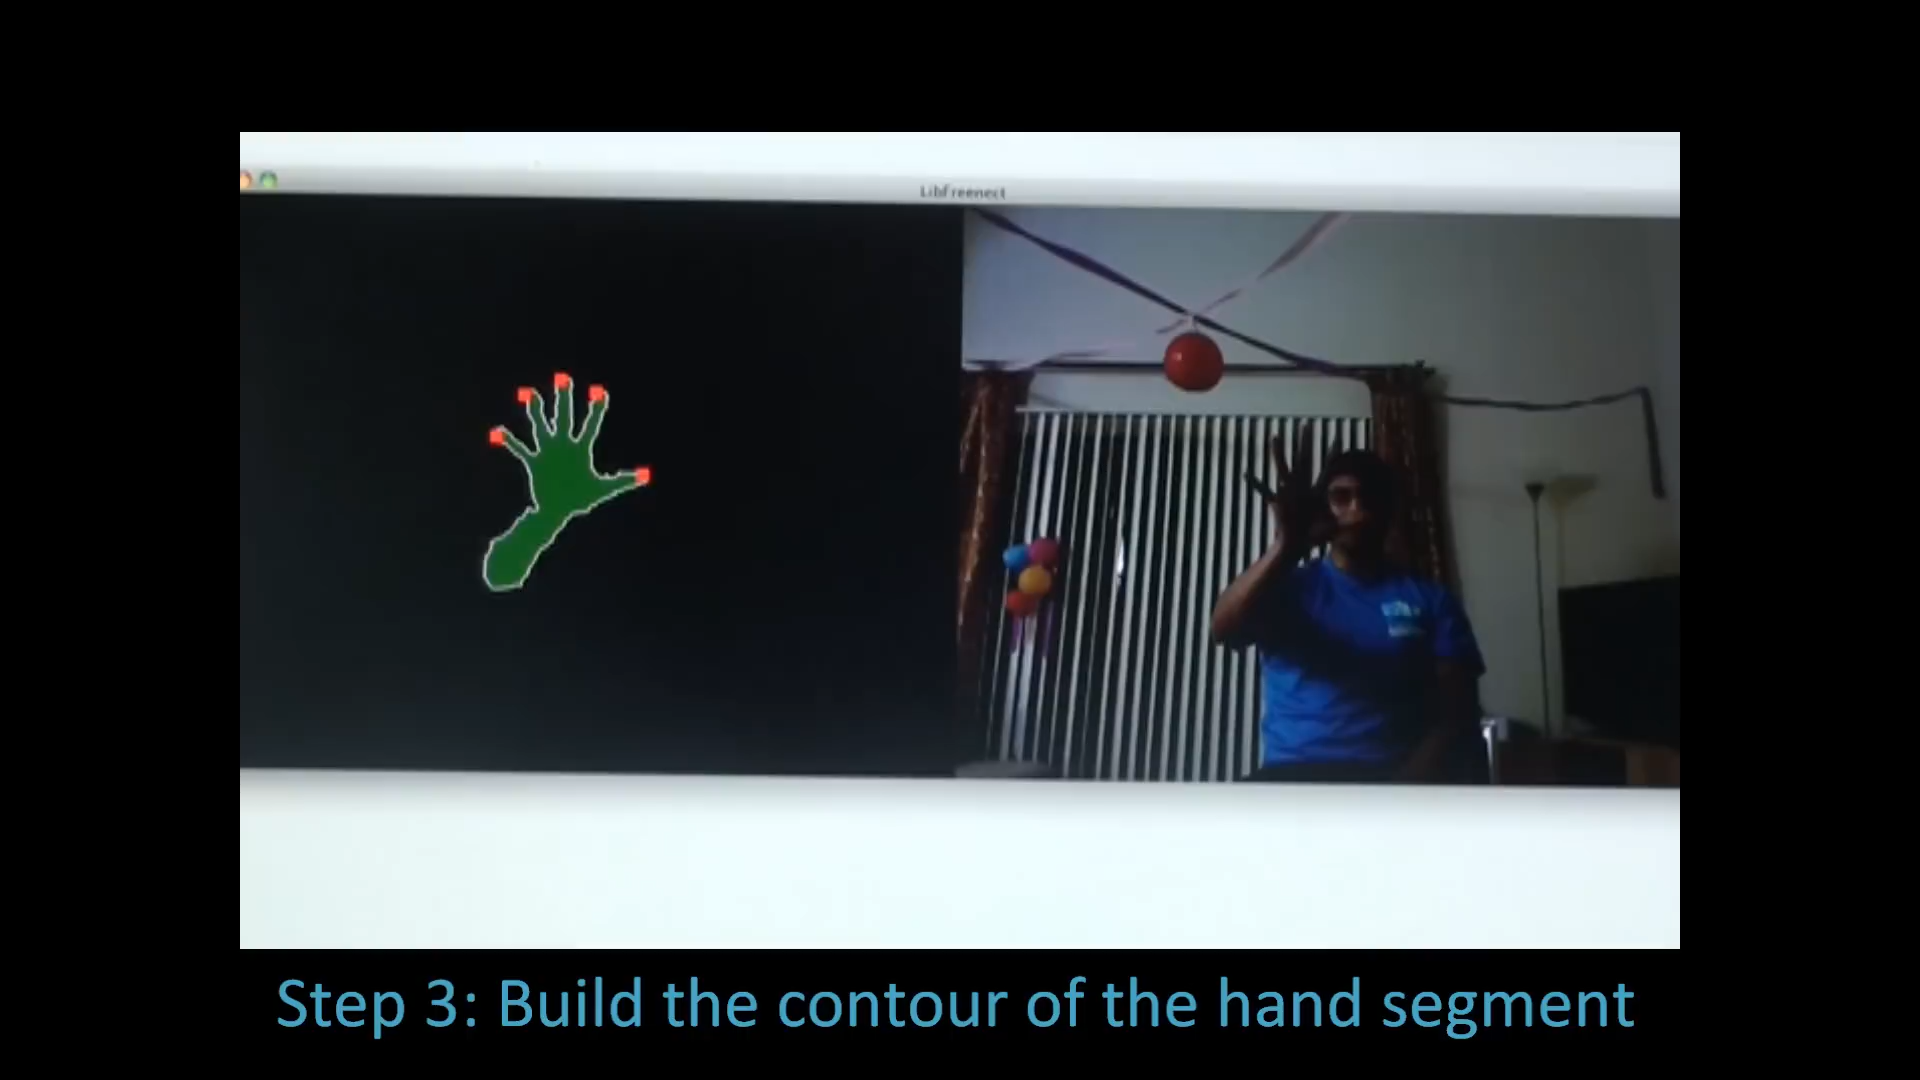 Libfreenect
Step 3: Build the contour of the hand segment